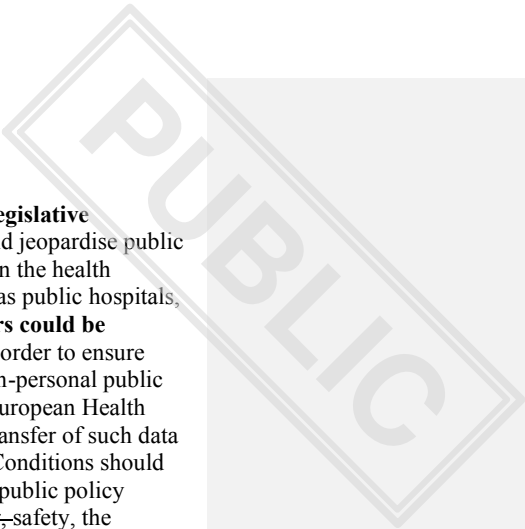 egislative
d jeopardise public
n the health
as public hospitals,
rs could be
order to ensure
n-personal public
uropean Health
ansfer of such data
Conditions should
public policy
, safety, the
PUBLIC